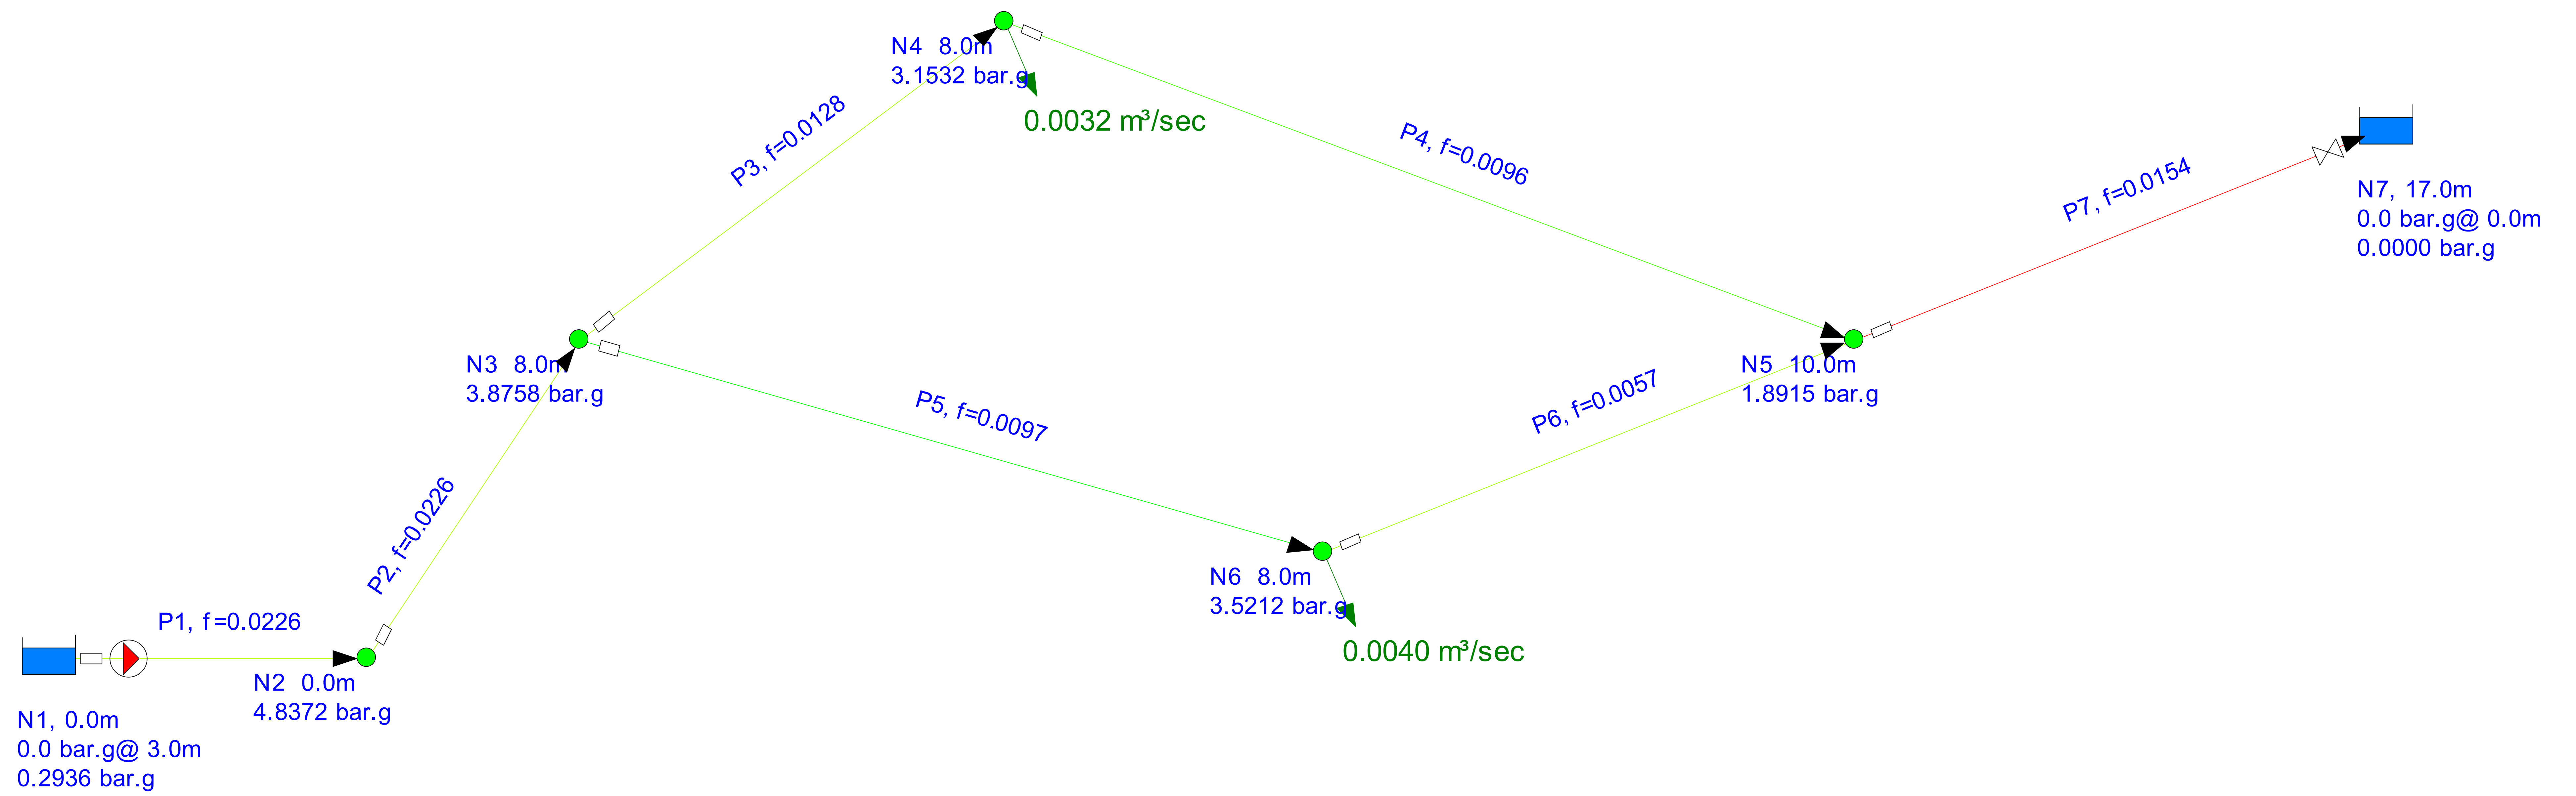 N4  8.0m
3.1532 bar.g
0.0032 m³/sec
P3, f=0.0128
P4, f=0.0096
P7, f=0.0154
N7, 17.0m
0.0 bar.g@ 0.0m
0.0000 bar.g
N3  8.0m
3.8758 bar.g
N5  10.0m
1.8915 bar.g
P5, f=0.0097
P6, f=0.0057
P2, f=0.0226
N6  8.0m
3.5212 bar.g
0.0040 m³/sec
P1, f=0.0226
N2  0.0m
4.8372 bar.g
N1, 0.0m
0.0 bar.g@ 3.0m
0.2936 bar.g